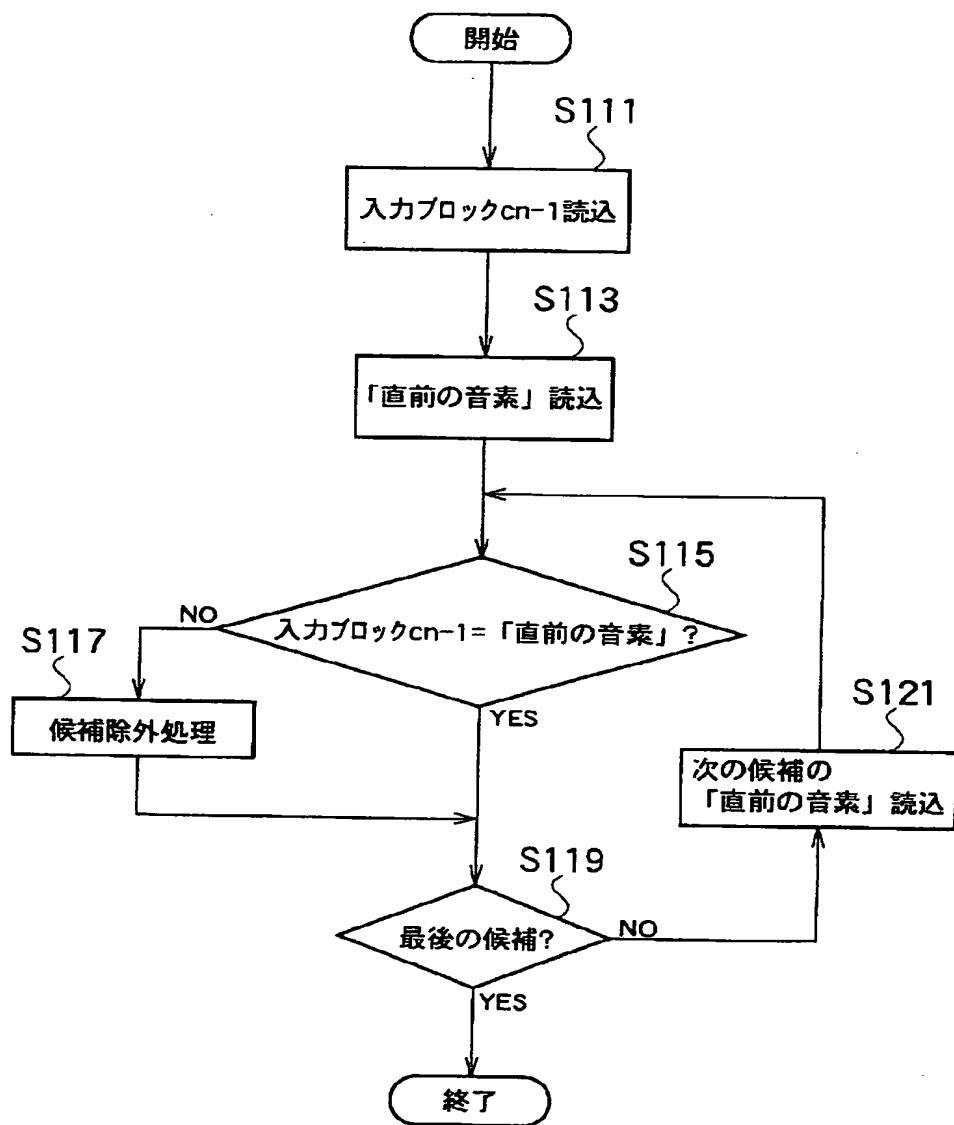 開始
S111
入力ブロックcn-1読込
S113
「直前の音素」読込
S115
入力ブロックcn-1=「直前の音素」?
NO
YES
S117
候補除外処理
S121
次の候補の
「直前の音素」読込
S119
最後の候補?
NO
YES
終了